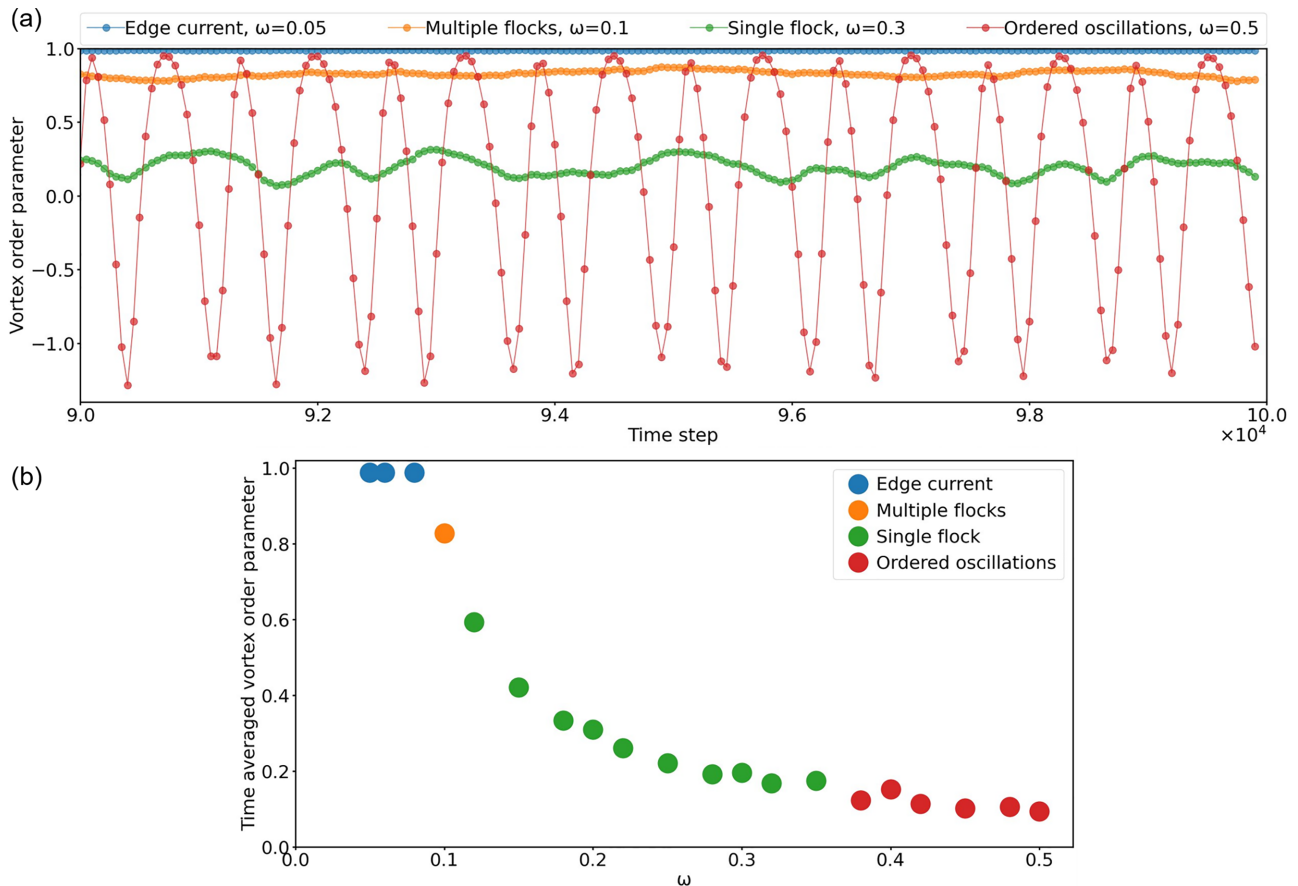 (a)
Edge current, ω=0.05 Multiple flocks, ω=0.1 Single flock, ω=0.3 Ordered oscillations, ω=0.5
1.0
0.5
0.0
−0.5
−1.0
Vortex order parameter
9.0 9.2 9.4 9.6 9.8 10.0
Time step
×10⁴
(b)
Edge current
Multiple flocks
Single flock
Ordered oscillations
1.0
0.8
0.6
0.4
0.2
0.0
Time averaged vortex order parameter
0.0 0.1 0.2 0.3 0.4 0.5
ω